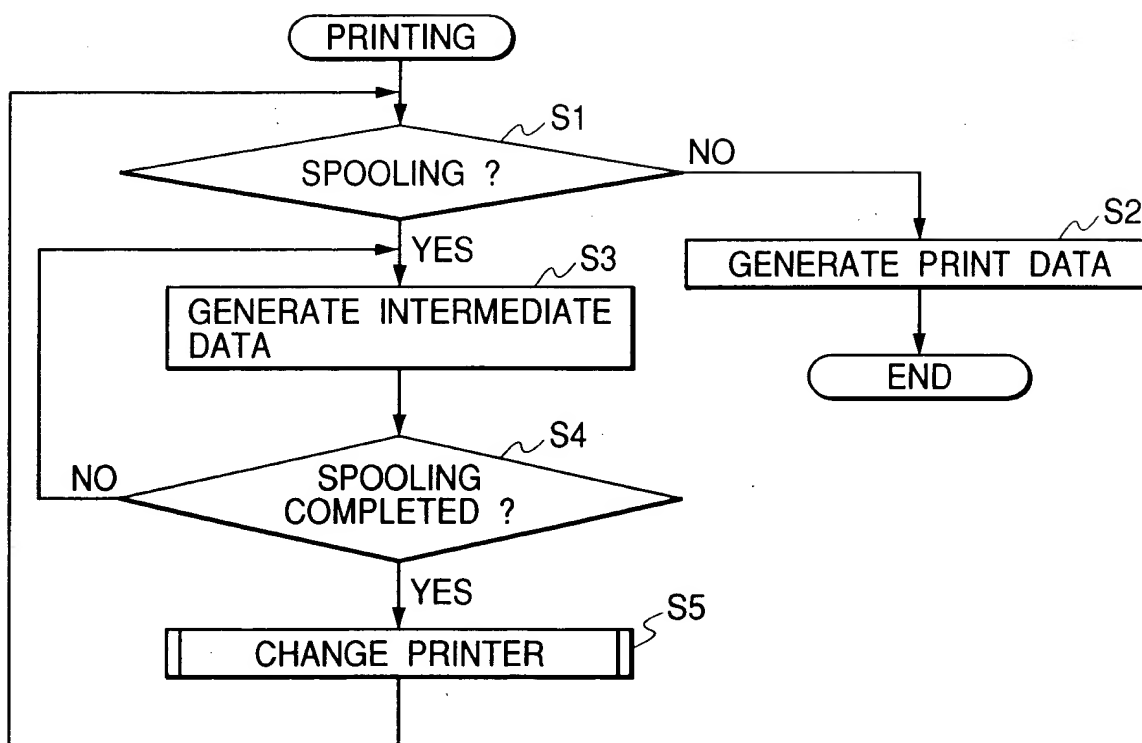 PRINTING
S1
SPOOLING ?
NO
YES
S2
GENERATE PRINT DATA
S3
GENERATE INTERMEDIATE
DATA
END
S4
SPOOLING
COMPLETED ?
NO
YES
S5
CHANGE PRINTER